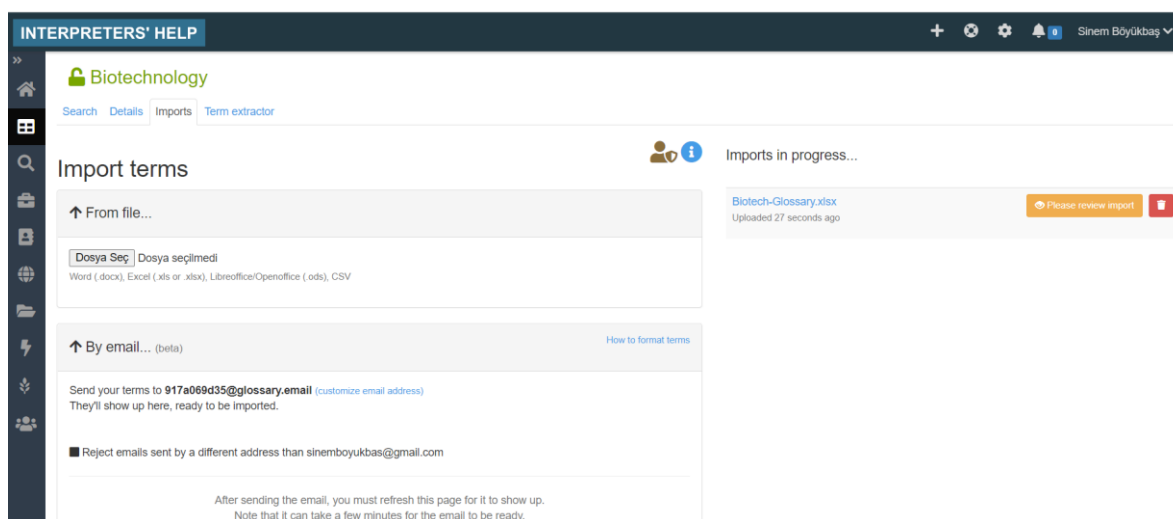 INTERPRETERS' HELP
0
Sinem Böyükbaş
Biotechnology
Search Details Imports Term extractor
Import terms
From file...
Dosya Seç Dosya seçilmedi
Word (.docx), Excel (.xls or .xlsx), Libreoffice/Openoffice (.ods), CSV
By email... (beta)
How to format terms
Send your terms to 917a069d35@glossary.email (customize email address)
They'll show up here, ready to be imported.
Reject emails sent by a different address than sinemboyukbas@gmail.com
After sending the email, you must refresh this page for it to show up.
Note that it can take a few minutes for the email to be ready.
Imports in progress...
Biotech-Glossary.xlsx
Please review import
Uploaded 27 seconds ago